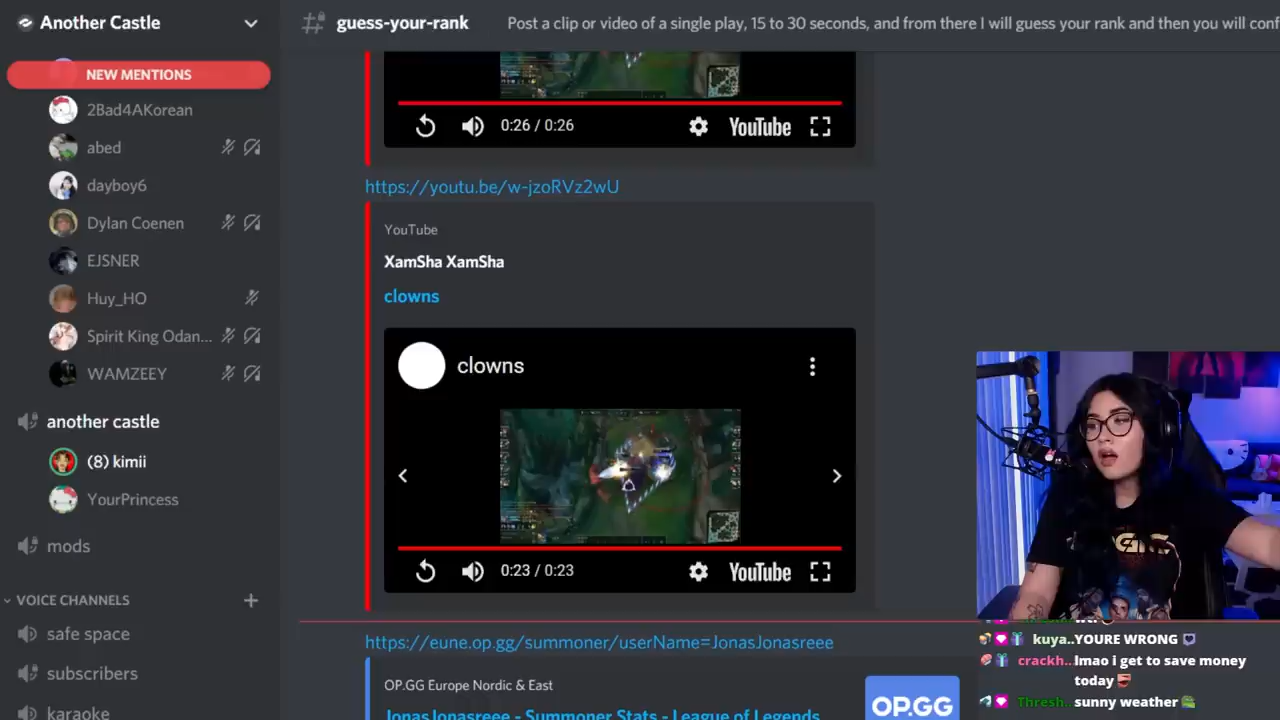 Another Castle
guess-your-rank
Post a clip or video of a single play, 15 to 30 seconds, and from there I will guess your rank and then you will conf
NEW MENTIONS
2Bad4AKorean
abed
dayboy6
Dylan Coenen
EJSNER
Huy_HO
Spirit King Odan...
WAMZEEY
another castle
(8) kimii
YourPrincess
mods
VOICE CHANNELS
safe space
subscribers
karaoke
0:26 / 0:26
YouTube
https://youtu.be/w-jzoRVz2wU
YouTube
XamSha XamSha
clowns
clowns
0:23 / 0:23
YouTube
https://eune.op.gg/summoner/userName=JonasJonasreee
OP.GG Europe Nordic & East
JonasJonasreee - Summoner Stats - League of Legends
OP.GG
kuya..YOURE WRONG
crackh..lmao i get to save money
today
Thresh..sunny weather